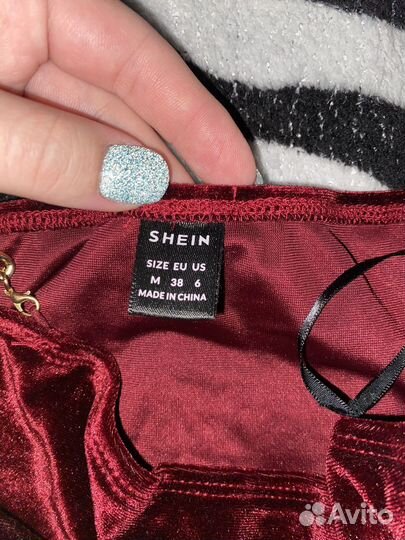 SHEIN
SIZE EU US
M 38 6
MADE IN CHINA
Avito